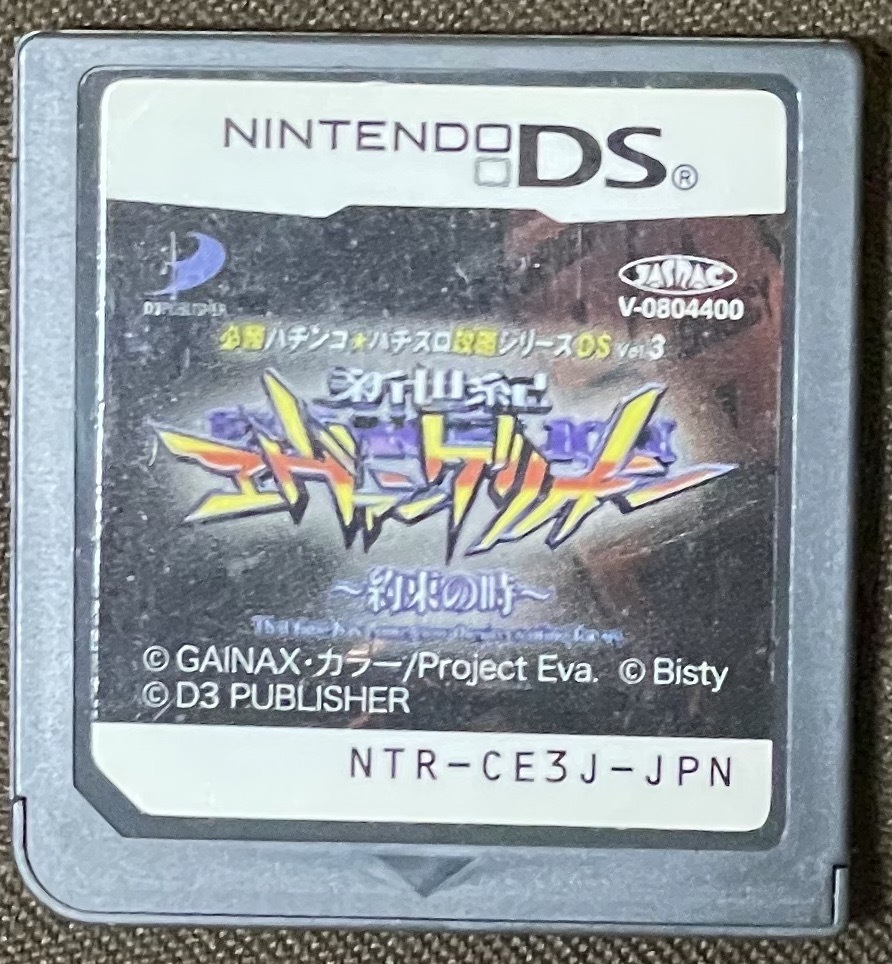 NINTENDO DS®
D3 PUBLISHER
JASRAC
V-0804400
必勝パチンコ★パチスロ攻略シリーズDS Vol.3
新世紀
エヴァンゲリオン
～約束の時～
© GAINAX・カラー/Project Eva. © Bisty
© D3 PUBLISHER
NTR-CE3J-JPN